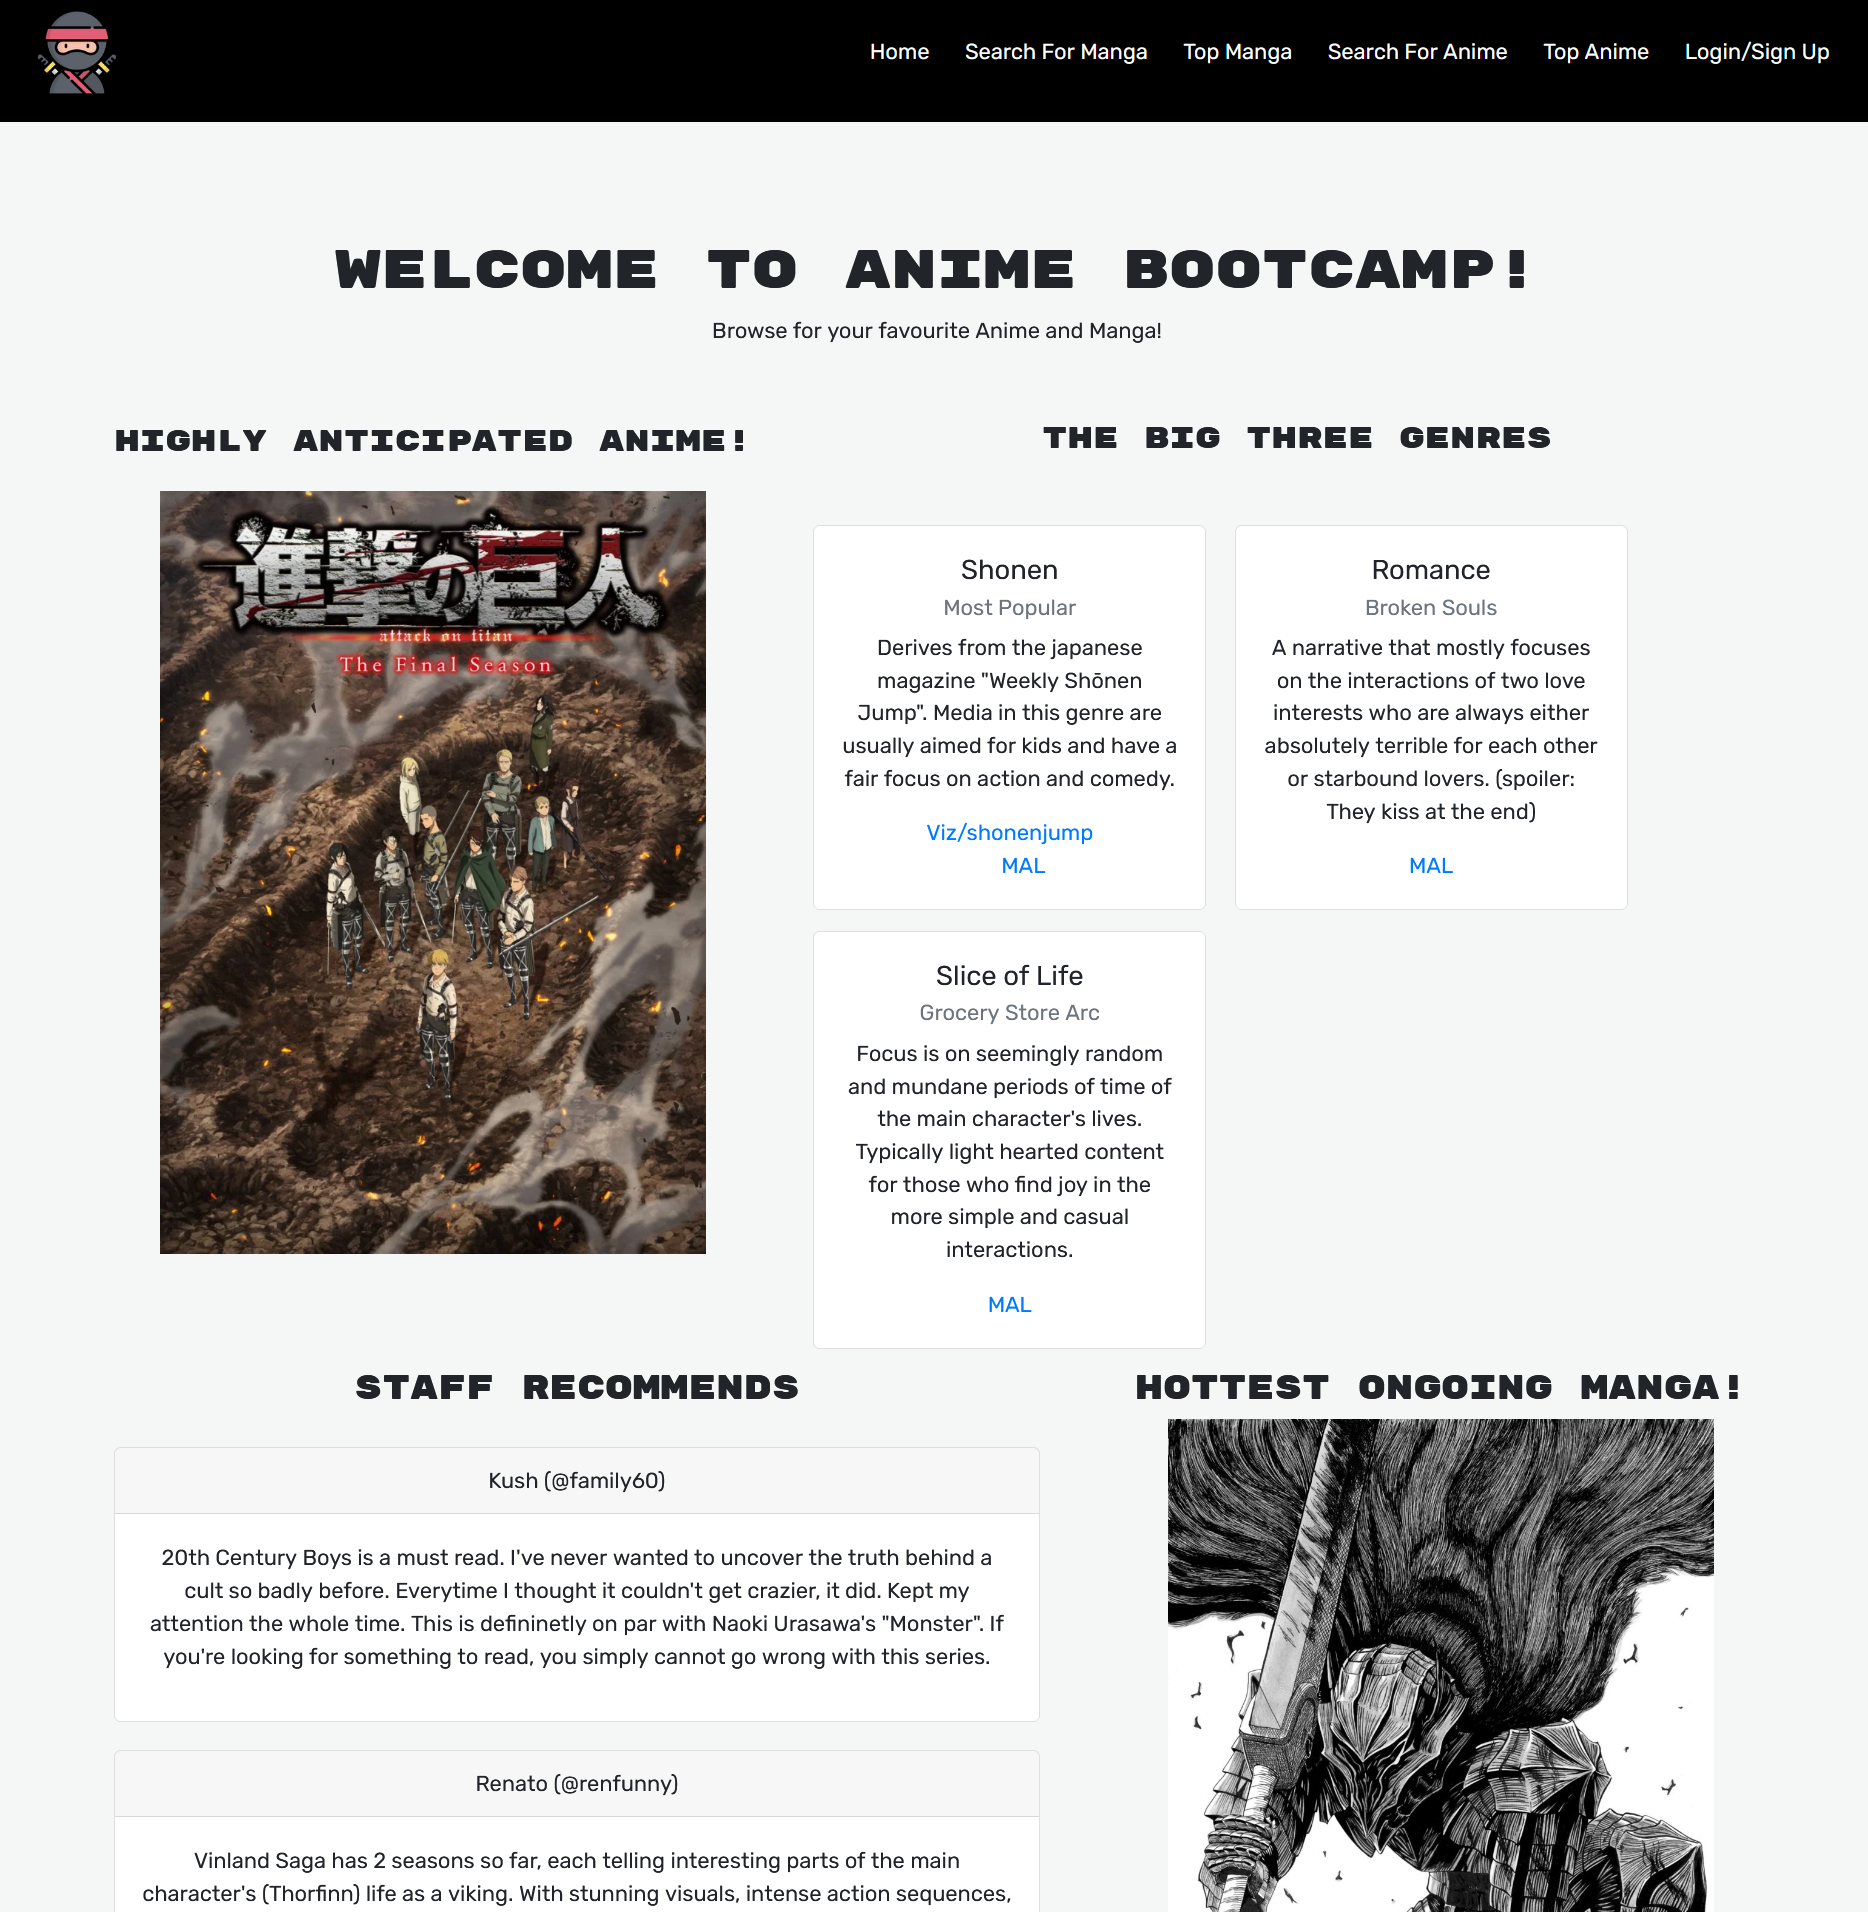 Home Search For Manga Top Manga Search For Anime Top Anime Login/Sign Up
WELCOME TO ANIME BOOTCAMP!
Browse for your favourite Anime and Manga!
HIGHLY ANTICIPATED ANIME!
進撃の巨人
attack on titan
The Final Season
THE BIG THREE GENRES
Shonen
Most Popular
Derives from the japanese
magazine "Weekly Shōnen
Jump". Media in this genre are
usually aimed for kids and have a
fair focus on action and comedy.
Viz/shonenjump
MAL
Romance
Broken Souls
A narrative that mostly focuses
on the interactions of two love
interests who are always either
absolutely terrible for each other
or starbound lovers. (spoiler:
They kiss at the end)
MAL
Slice of Life
Grocery Store Arc
Focus is on seemingly random
and mundane periods of time of
the main character's lives.
Typically light hearted content
for those who find joy in the
more simple and casual
interactions.
MAL
STAFF RECOMMENDS
Kush (@family60)
20th Century Boys is a must read. I've never wanted to uncover the truth behind a
cult so badly before. Everytime I thought it couldn't get crazier, it did. Kept my
attention the whole time. This is defininetly on par with Naoki Urasawa's "Monster". If
you're looking for something to read, you simply cannot go wrong with this series.
Renato (@renfunny)
Vinland Saga has 2 seasons so far, each telling interesting parts of the main
character's (Thorfinn) life as a viking. With stunning visuals, intense action sequences,
HOTTEST ONGOING MANGA!